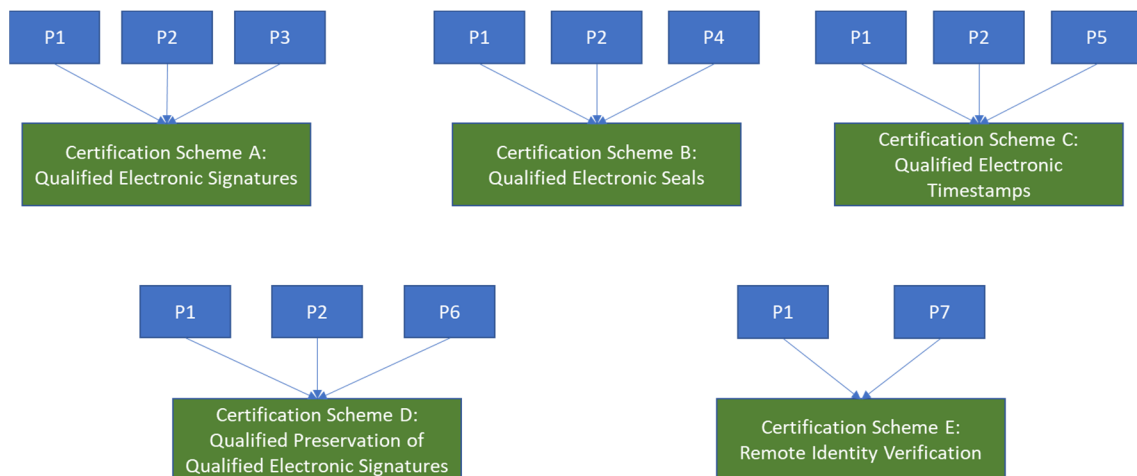 P1
P2
P3
Certification Scheme A:
Qualified Electronic Signatures
P1
P2
P4
Certification Scheme B:
Qualified Electronic Seals
P1
P2
P5
Certification Scheme C:
Qualified Electronic
Timestamps
P1
P2
P6
Certification Scheme D:
Qualified Preservation of
Qualified Electronic Signatures
P1
P7
Certification Scheme E:
Remote Identity Verification